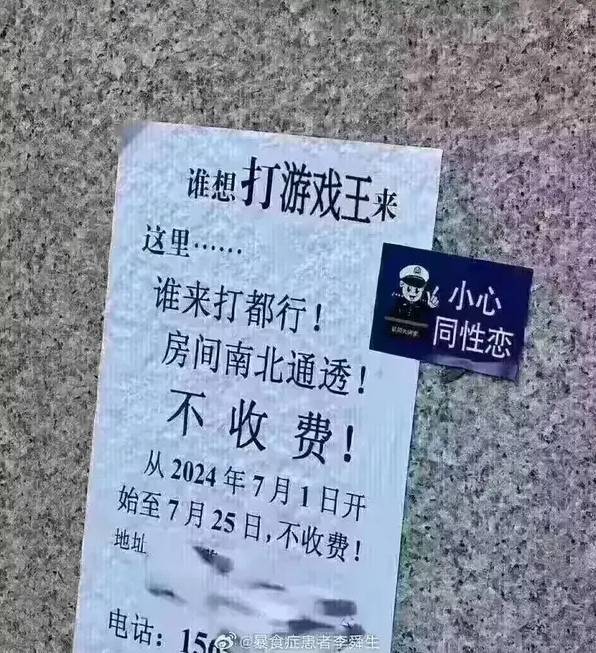 谁想打游戏王来
这里……
谁来打都行！
房间南北通透！
不收费！
从2024年7月1日开
始至7月25日，不收费！
地址
电话：156
小心
同性恋
@暴食症患者李舜生